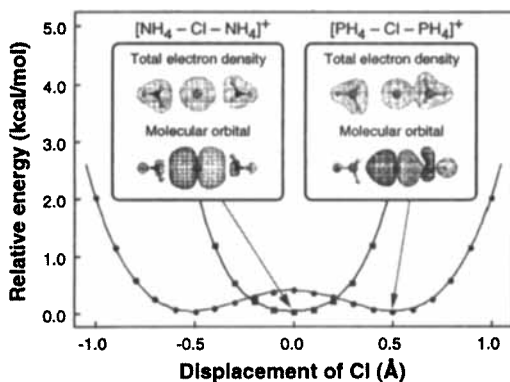 [NH₄ – Cl – NH₄]⁺
Total electron density
Molecular orbital
[PH₄ – Cl – PH₄]⁺
Total electron density
Molecular orbital
Relative energy (kcal/mol)
5.0
4.0
3.0
2.0
1.0
0.0
-1.0
-0.5
0.0
0.5
1.0
Displacement of Cl (Å)